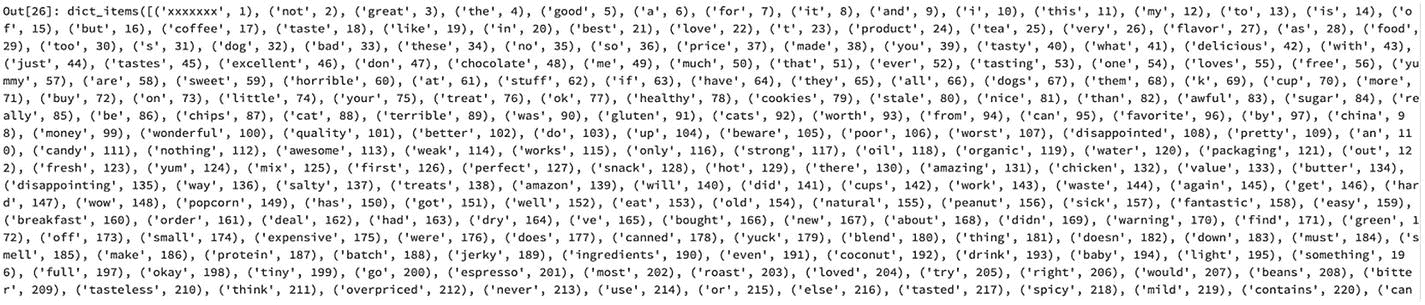 Out[26]: dict_items([('xxxxxxx', 1), ('not', 2), ('great', 3), ('the', 4), ('good', 5), ('a', 6), ('for', 7), ('it', 8), ('and', 9), ('i', 10), ('this', 11), ('my', 12), ('to', 13), ('is', 14), ('o
f', 15), ('but', 16), ('coffee', 17), ('taste', 18), ('like', 19), ('in', 20), ('best', 21), ('love', 22), ('t', 23), ('product', 24), ('tea', 25), ('very', 26), ('flavor', 27), ('as', 28), ('food',
29), ('too', 30), ('s', 31), ('dog', 32), ('bad', 33), ('these', 34), ('no', 35), ('so', 36), ('price', 37), ('made', 38), ('you', 39), ('tasty', 40), ('what', 41), ('delicious', 42), ('with', 43),
('just', 44), ('tastes', 45), ('excellent', 46), ('don', 47), ('chocolate', 48), ('me', 49), ('much', 50), ('that', 51), ('ever', 52), ('tasting', 53), ('one', 54), ('loves', 55), ('free', 56), ('yu
mmy', 57), ('are', 58), ('sweet', 59), ('horrible', 60), ('at', 61), ('stuff', 62), ('if', 63), ('have', 64), ('they', 65), ('all', 66), ('dogs', 67), ('them', 68), ('k', 69), ('cup', 70), ('more',
71), ('buy', 72), ('on', 73), ('little', 74), ('your', 75), ('treat', 76), ('ok', 77), ('healthy', 78), ('cookies', 79), ('stale', 80), ('nice', 81), ('than', 82), ('awful', 83), ('sugar', 84), ('re
ally', 85), ('be', 86), ('chips', 87), ('cat', 88), ('terrible', 89), ('was', 90), ('gluten', 91), ('cats', 92), ('worth', 93), ('from', 94), ('can', 95), ('favorite', 96), ('by', 97), ('china', 9
8), ('money', 99), ('wonderful', 100), ('quality', 101), ('better', 102), ('do', 103), ('up', 104), ('beware', 105), ('poor', 106), ('worst', 107), ('disappointed', 108), ('pretty', 109), ('an', 11
0), ('candy', 111), ('nothing', 112), ('awesome', 113), ('weak', 114), ('works', 115), ('only', 116), ('strong', 117), ('oil', 118), ('organic', 119), ('water', 120), ('packaging', 121), ('out', 12
2), ('fresh', 123), ('yum', 124), ('mix', 125), ('first', 126), ('perfect', 127), ('snack', 128), ('hot', 129), ('there', 130), ('amazing', 131), ('chicken', 132), ('value', 133), ('butter', 134),
('disappointing', 135), ('way', 136), ('salty', 137), ('treats', 138), ('amazon', 139), ('will', 140), ('did', 141), ('cups', 142), ('work', 143), ('waste', 144), ('again', 145), ('get', 146), ('har
d', 147), ('wow', 148), ('popcorn', 149), ('has', 150), ('got', 151), ('well', 152), ('eat', 153), ('old', 154), ('natural', 155), ('peanut', 156), ('sick', 157), ('fantastic', 158), ('easy', 159),
('breakfast', 160), ('order', 161), ('deal', 162), ('had', 163), ('dry', 164), ('ve', 165), ('bought', 166), ('new', 167), ('about', 168), ('didn', 169), ('warning', 170), ('find', 171), ('green', 1
72), ('off', 173), ('small', 174), ('expensive', 175), ('were', 176), ('does', 177), ('canned', 178), ('yuck', 179), ('blend', 180), ('thing', 181), ('doesn', 182), ('down', 183), ('must', 184), ('s
mell', 185), ('make', 186), ('protein', 187), ('batch', 188), ('jerky', 189), ('ingredients', 190), ('even', 191), ('coconut', 192), ('drink', 193), ('baby', 194), ('light', 195), ('something', 19
6), ('full', 197), ('okay', 198), ('tiny', 199), ('go', 200), ('espresso', 201), ('most', 202), ('roast', 203), ('loved', 204), ('try', 205), ('right', 206), ('would', 207), ('beans', 208), ('bitte
r', 209), ('tasteless', 210), ('think', 211), ('overpriced', 212), ('never', 213), ('use', 214), ('or', 215), ('else', 216), ('tasted', 217), ('spicy', 218), ('mild', 219), ('contains', 220), ('can